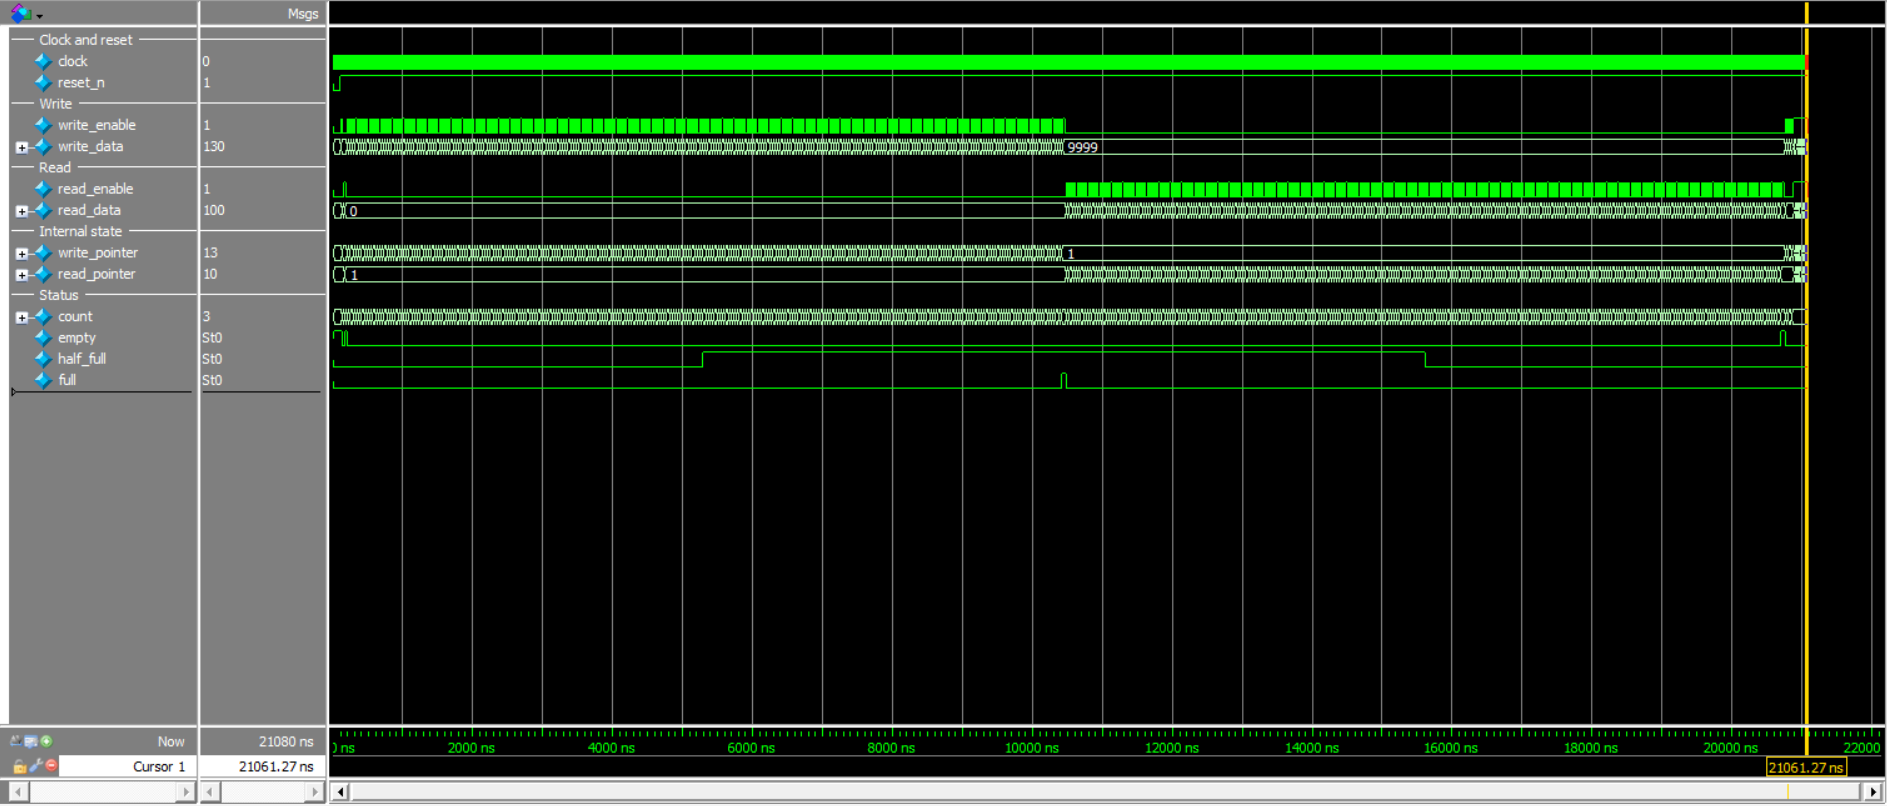 Msgs
Clock and reset
clock 0
reset_n 1
Write
write_enable 1
write_data 130 9999
Read
read_enable 1
read_data 100 0
Internal state
write_pointer 13 1
read_pointer 10 1
Status
count 3
empty St0
half_full St0
full St0
Now 21080 ns
ns 2000 ns 4000 ns 6000 ns 8000 ns 10000 ns 12000 ns 14000 ns 16000 ns 18000 ns 20000 ns 22000
Cursor 1 21061.27 ns 21061.27 ns